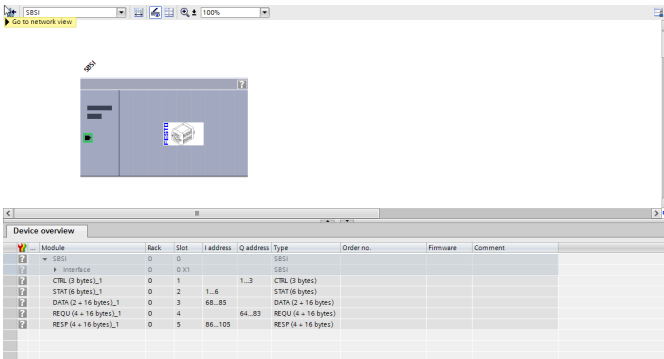 SBSI 100%
Go to network view
SBSI
FESTO
Device overview
... Module Rack Slot I address Q address Type Order no. Firmware Comment
SBSI 0 0 SBSI
Interface 0 0 X1 SBSI
CTRL (3 bytes)_1 0 1 1...3 CTRL (3 bytes)
STAT (6 bytes)_1 0 2 1...6 STAT (6 bytes)
DATA (2 + 16 bytes)_1 0 3 68...85 DATA (2 + 16 bytes)
REQU (4 + 16 bytes)_1 0 4 64...83 REQU (4 + 16 bytes)
RESP (4 + 16 bytes)_1 0 5 86...105 RESP (4 + 16 bytes)